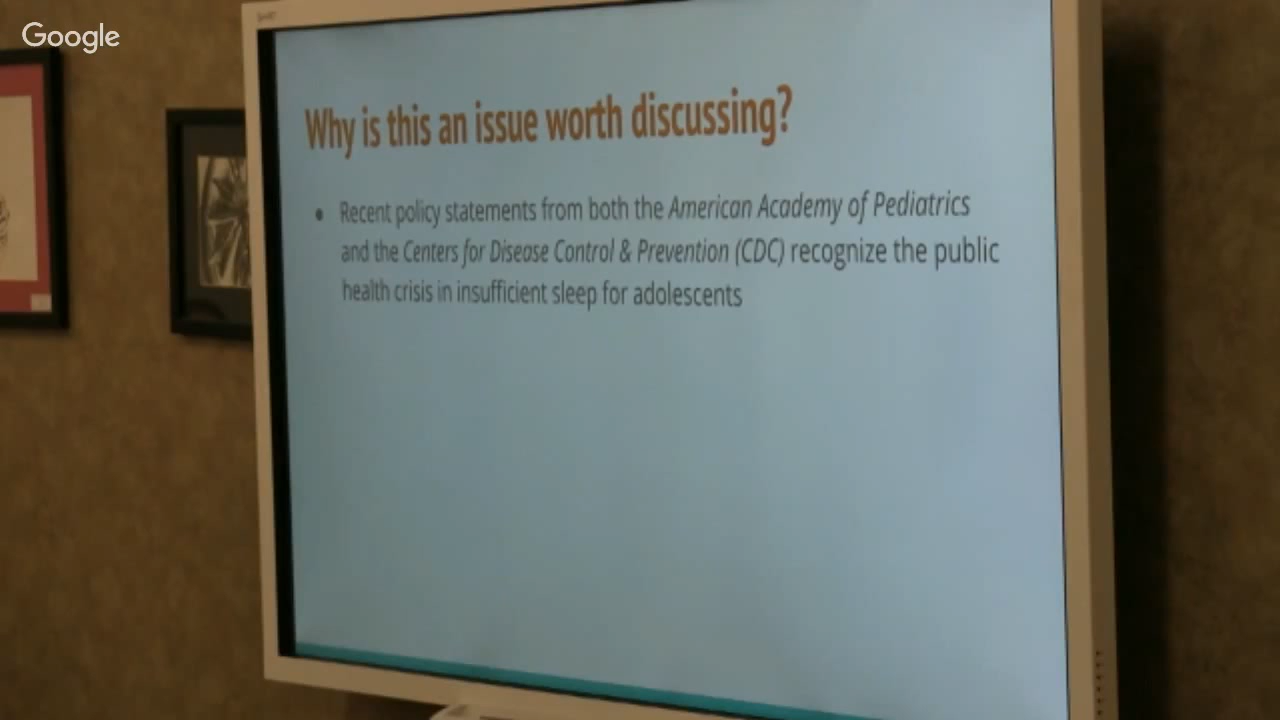 Google
Why is this an issue worth discussing?
• Recent policy statements from both the American Academy of Pediatrics
and the Centers for Disease Control & Prevention (CDC) recognize the public
health crisis in insufficient sleep for adolescents